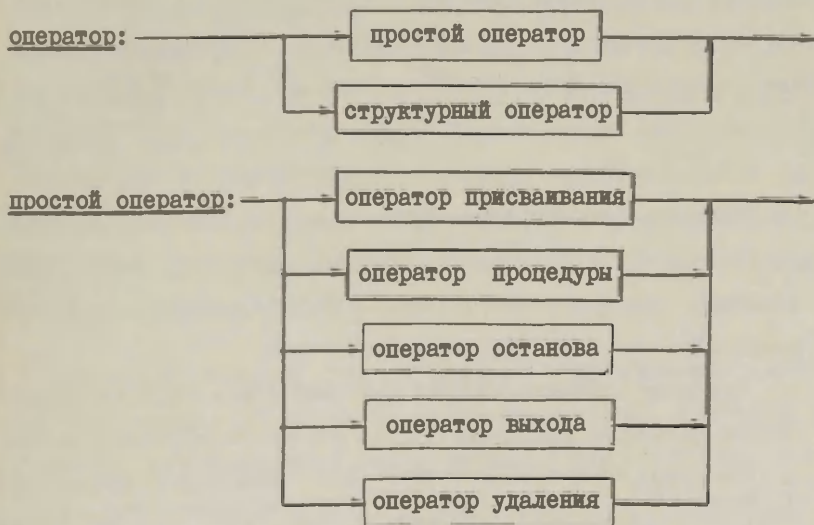 оператор:
простой оператор
структурный оператор
простой оператор:
оператор присваивания
оператор процедуры
оператор останова
оператор выхода
оператор удаления